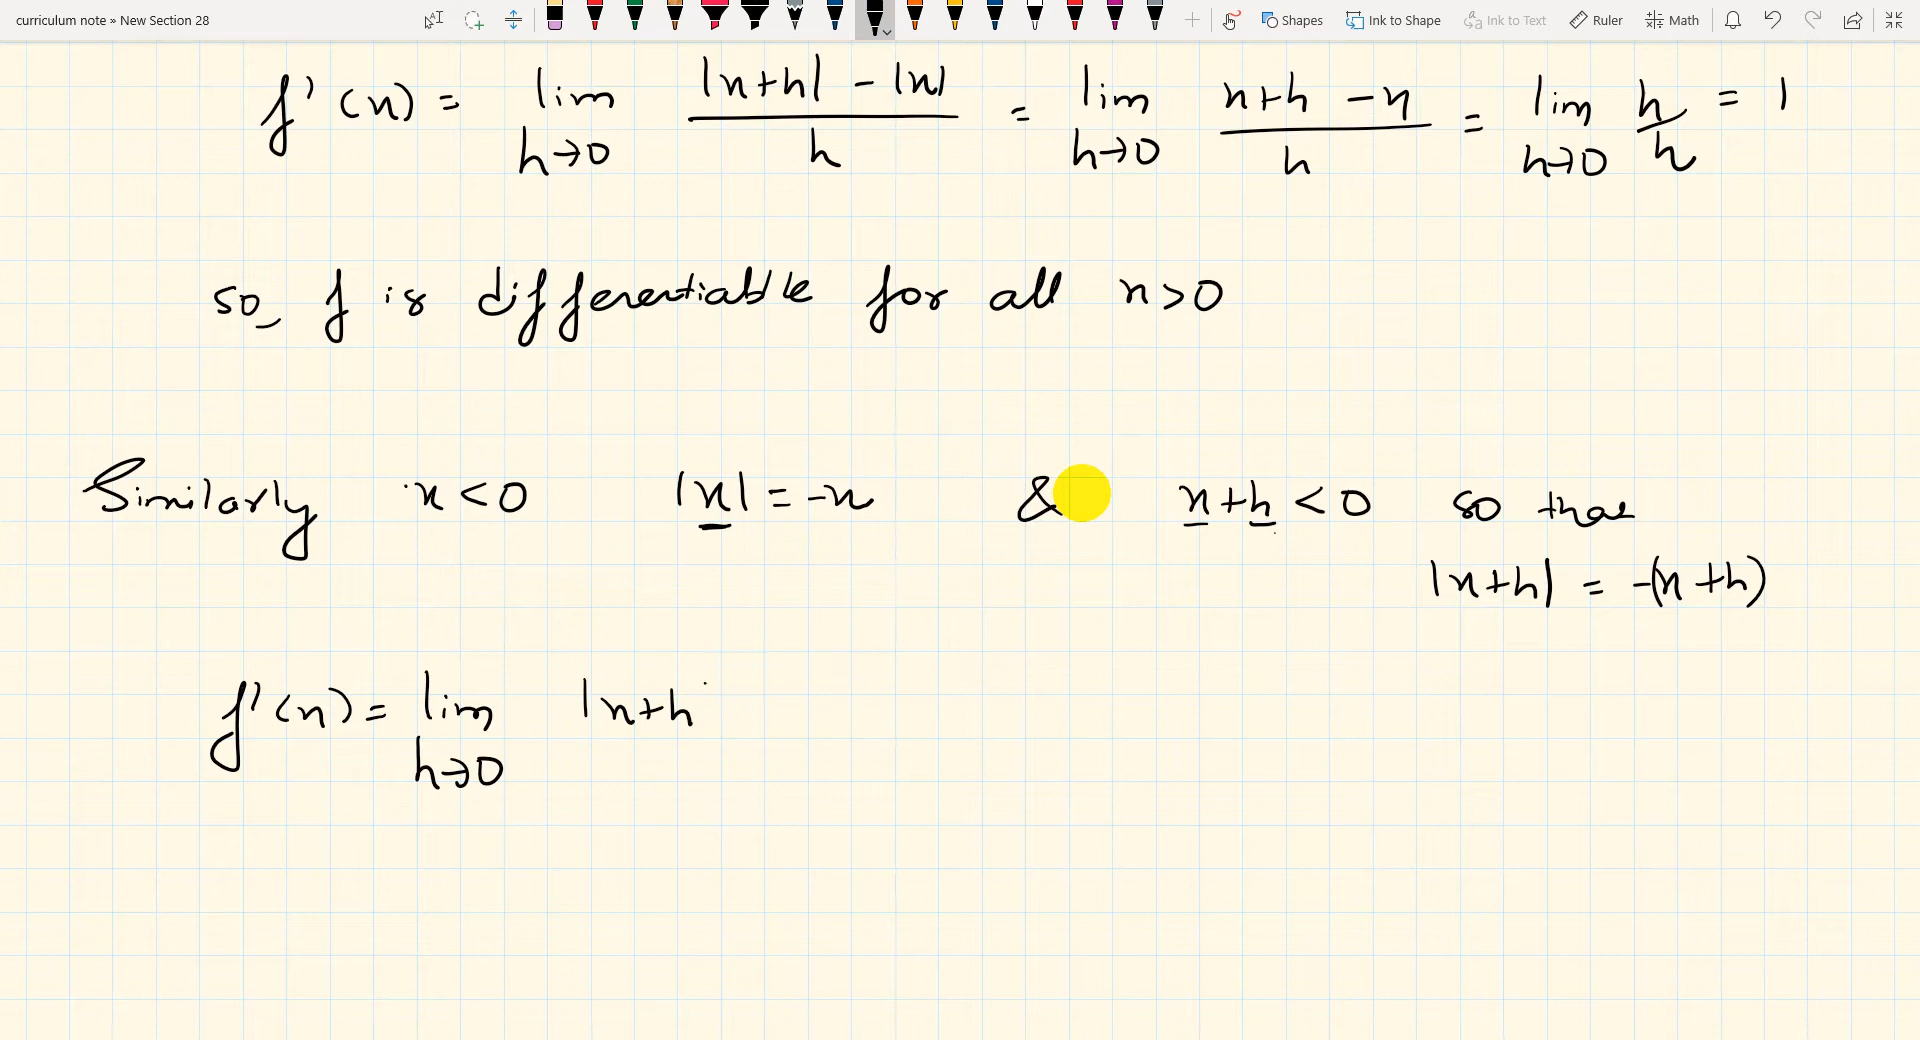 curriculum note » New Section 28
Shapes Ink to Shape Ink to Text Ruler Math
f'(x) = lim h→0 |x+h| - |x| / h = lim h→0 x+h - x / h = lim h→0 h/h = 1
so, f is differentiable for all x > 0
Similarly x < 0 |x| = -x & x+h < 0 so that
|x+h| = -(x+h)
f'(x) = lim h→0 |x+h